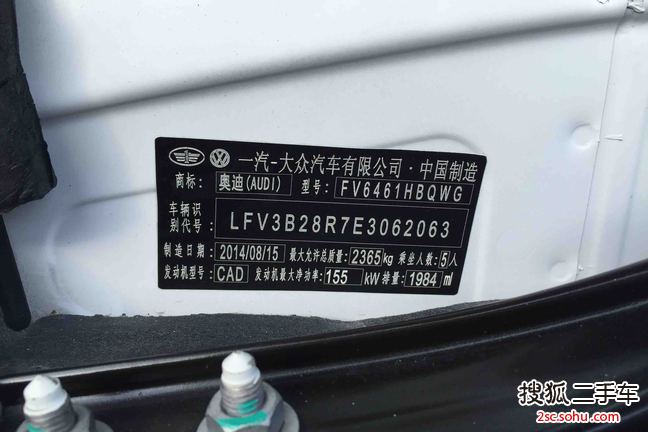 一汽-大众汽车有限公司·中国制造
商标: 奥迪(AUDI) 型号: FV6461HBQWG
车辆识
别代号: LFV3B28R7E3062063
制造日期: 2014/08/15 最大允许总质量: 2365kg 乘坐人数: 5人
发动机型号: CAD 发动机最大净功率: 155 kW 排量: 1984 ml
搜狐二手车
2sc.sohu.com